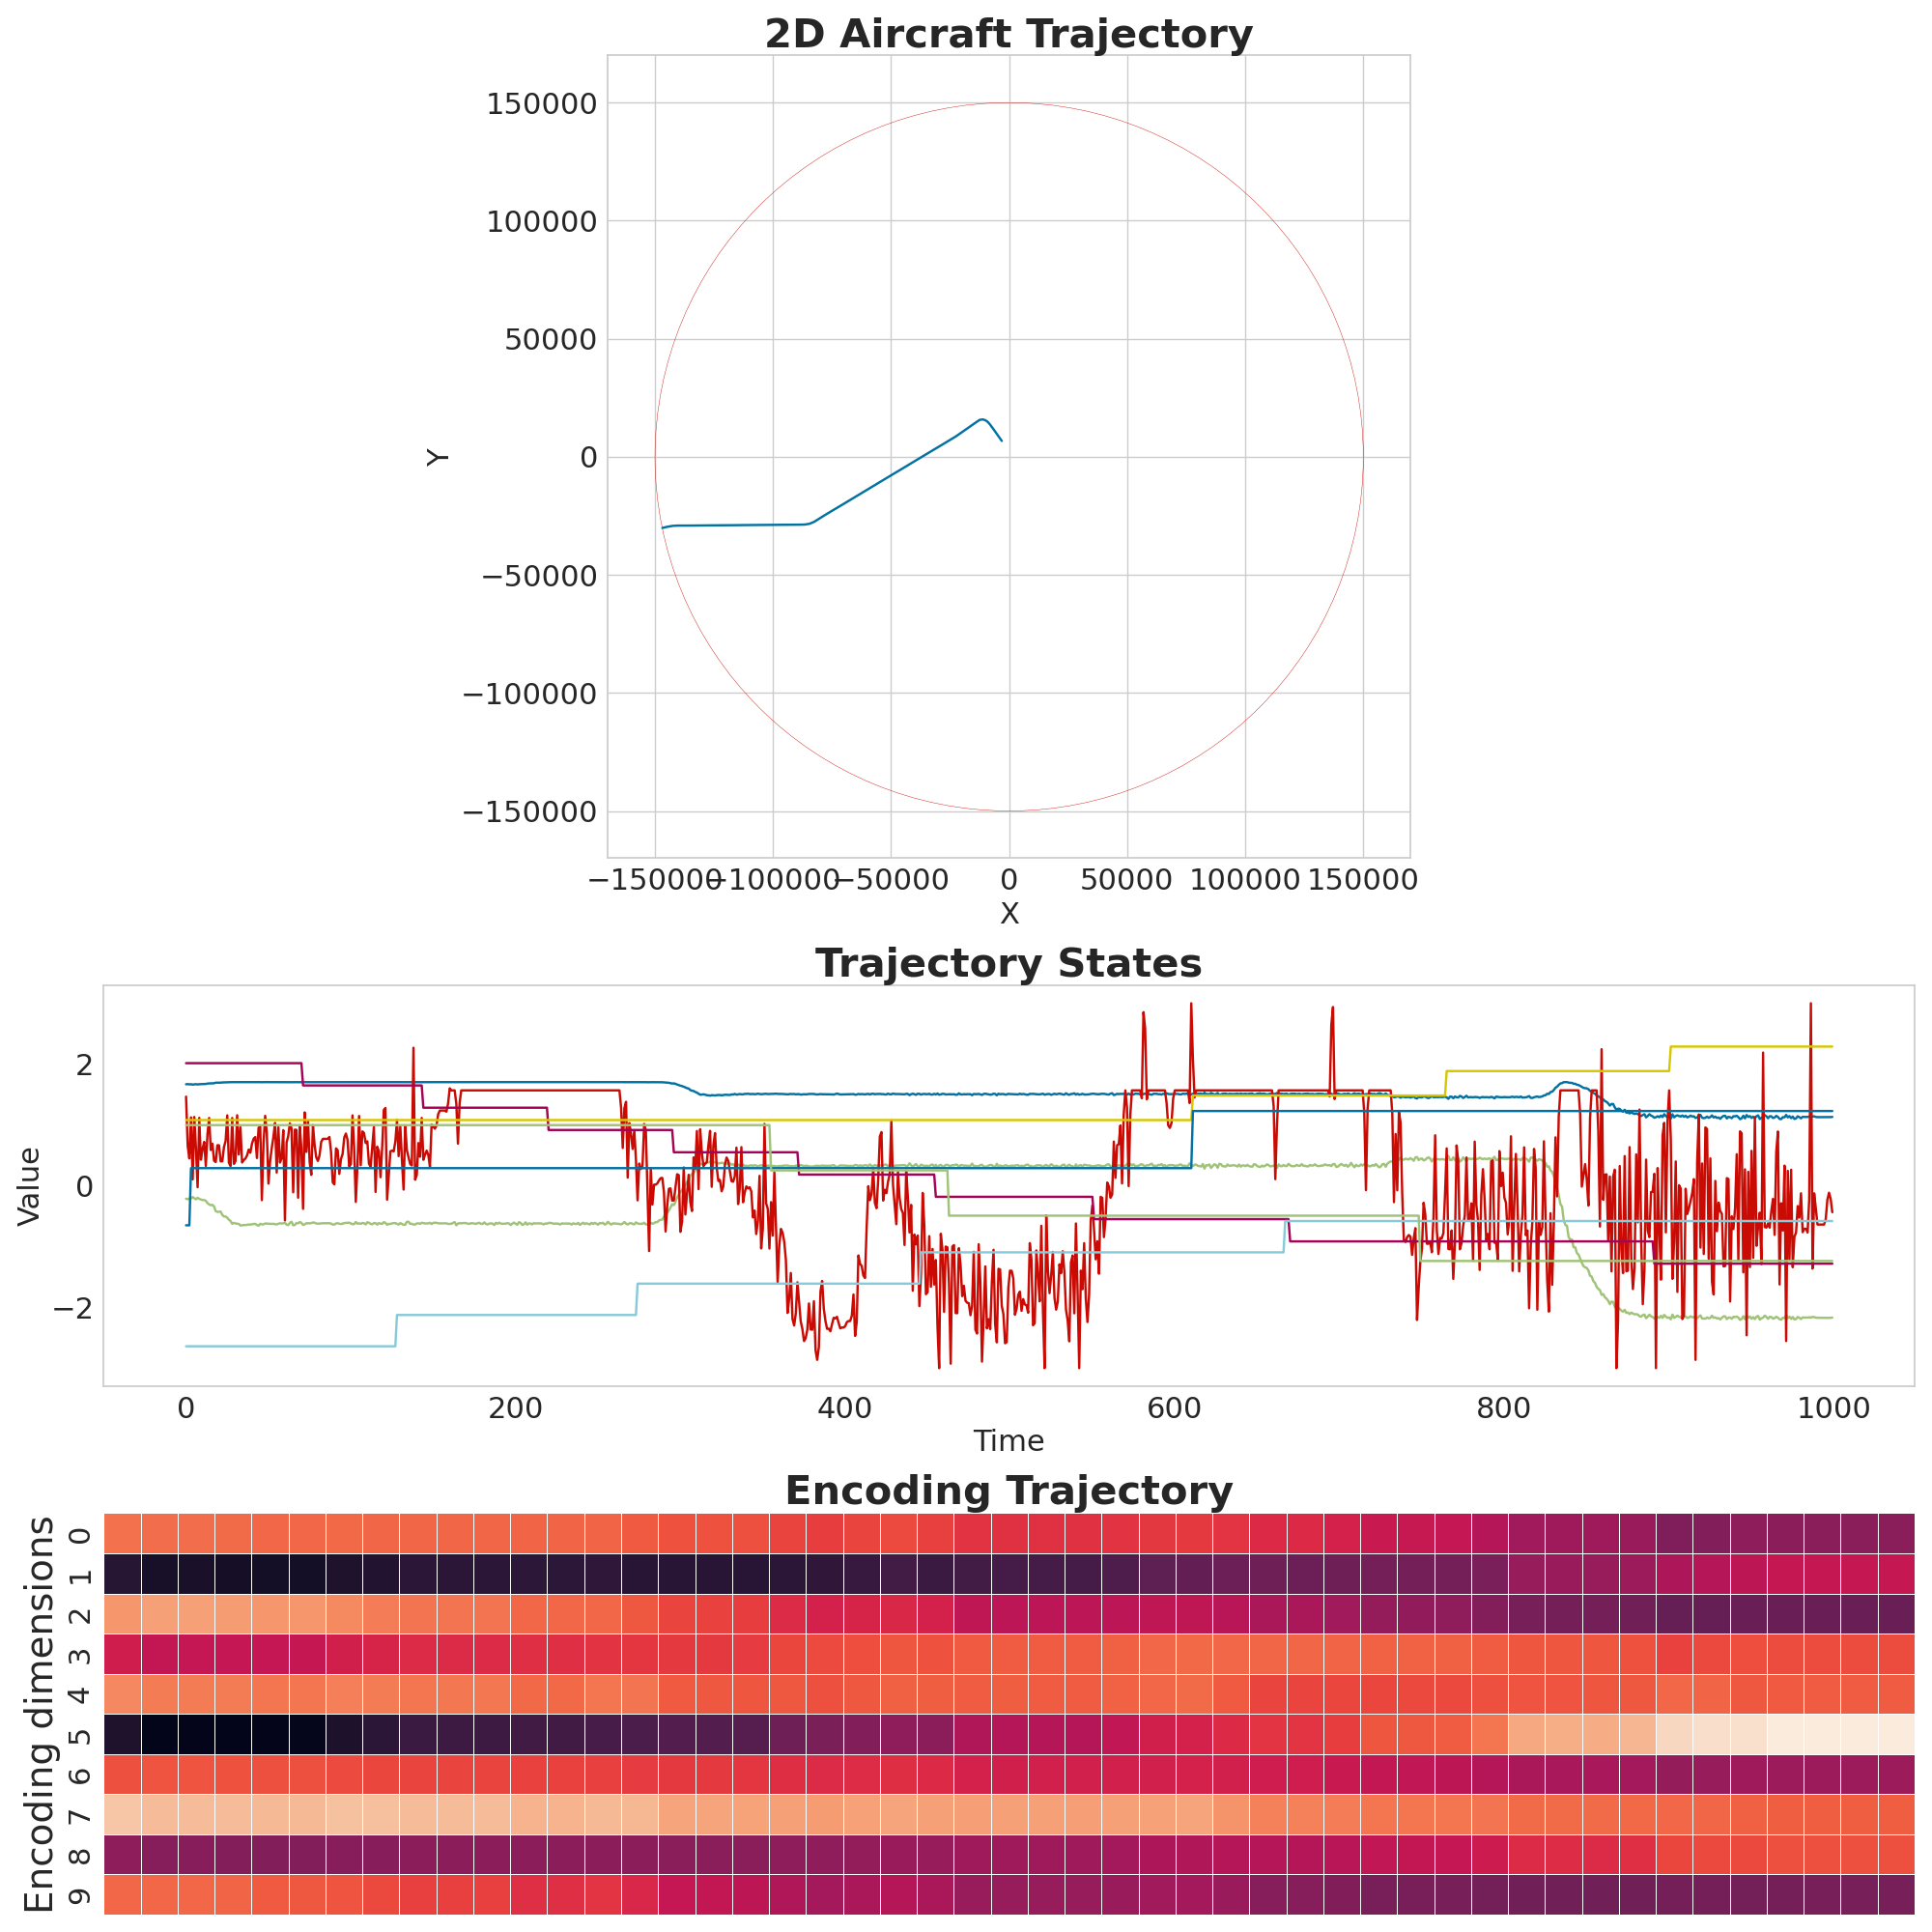 2D Aircraft Trajectory
150000
100000
50000
0
−50000
−100000
−150000
Y
−150000 −100000 −50000 0 50000 100000 150000
X
Trajectory States
2
0
−2
Value
0 200 400 600 800 1000
Time
Encoding Trajectory
Encoding dimensions
0
1
2
3
4
5
6
7
8
9